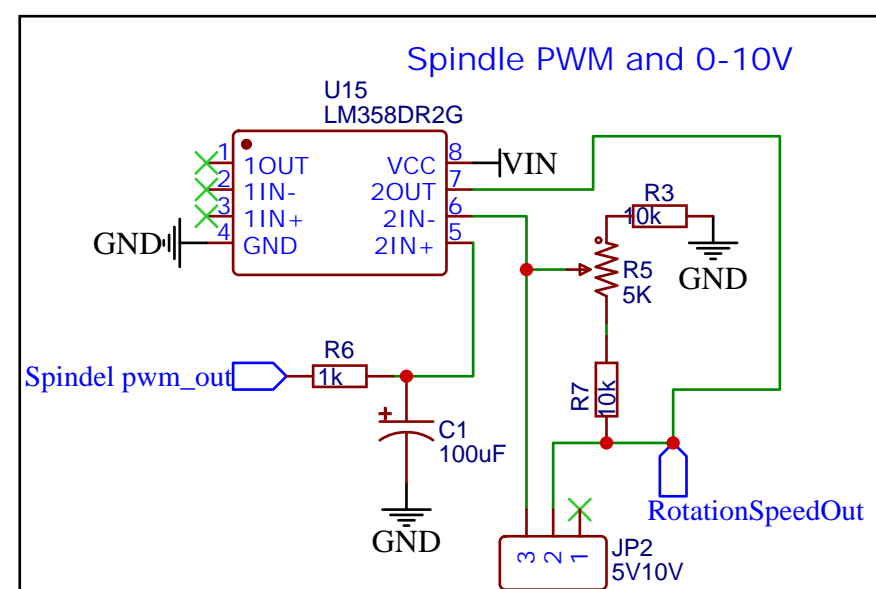 Spindle PWM and 0-10V
U15
LM358DR2G
1 1OUT VCC 8 VIN
2 1IN- 2OUT 7
3 1IN+ 2IN- 6
GND 4 GND 2IN+ 5
R3
10k
GND
R5
5K
R6
Spindel pwm_out 1k
R7
10k
C1
100uF
GND
RotationSpeedOut
3 2 1
JP2
5V10V